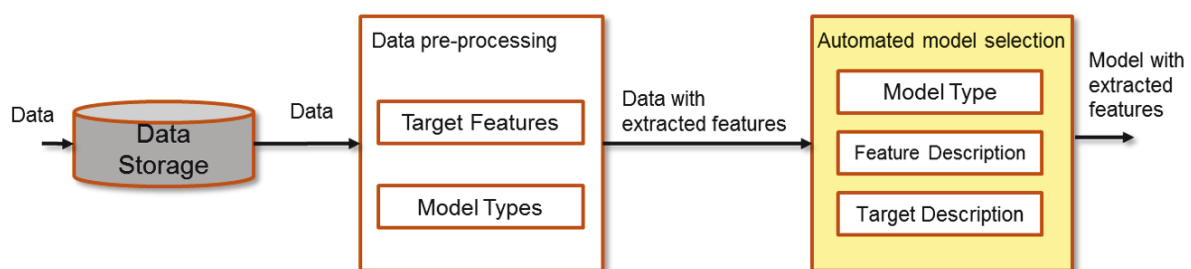 Data
Data
Storage
Data
Data pre-processing
Target Features
Model Types
Data with
extracted features
Automated model selection
Model Type
Feature Description
Target Description
Model with
extracted
features